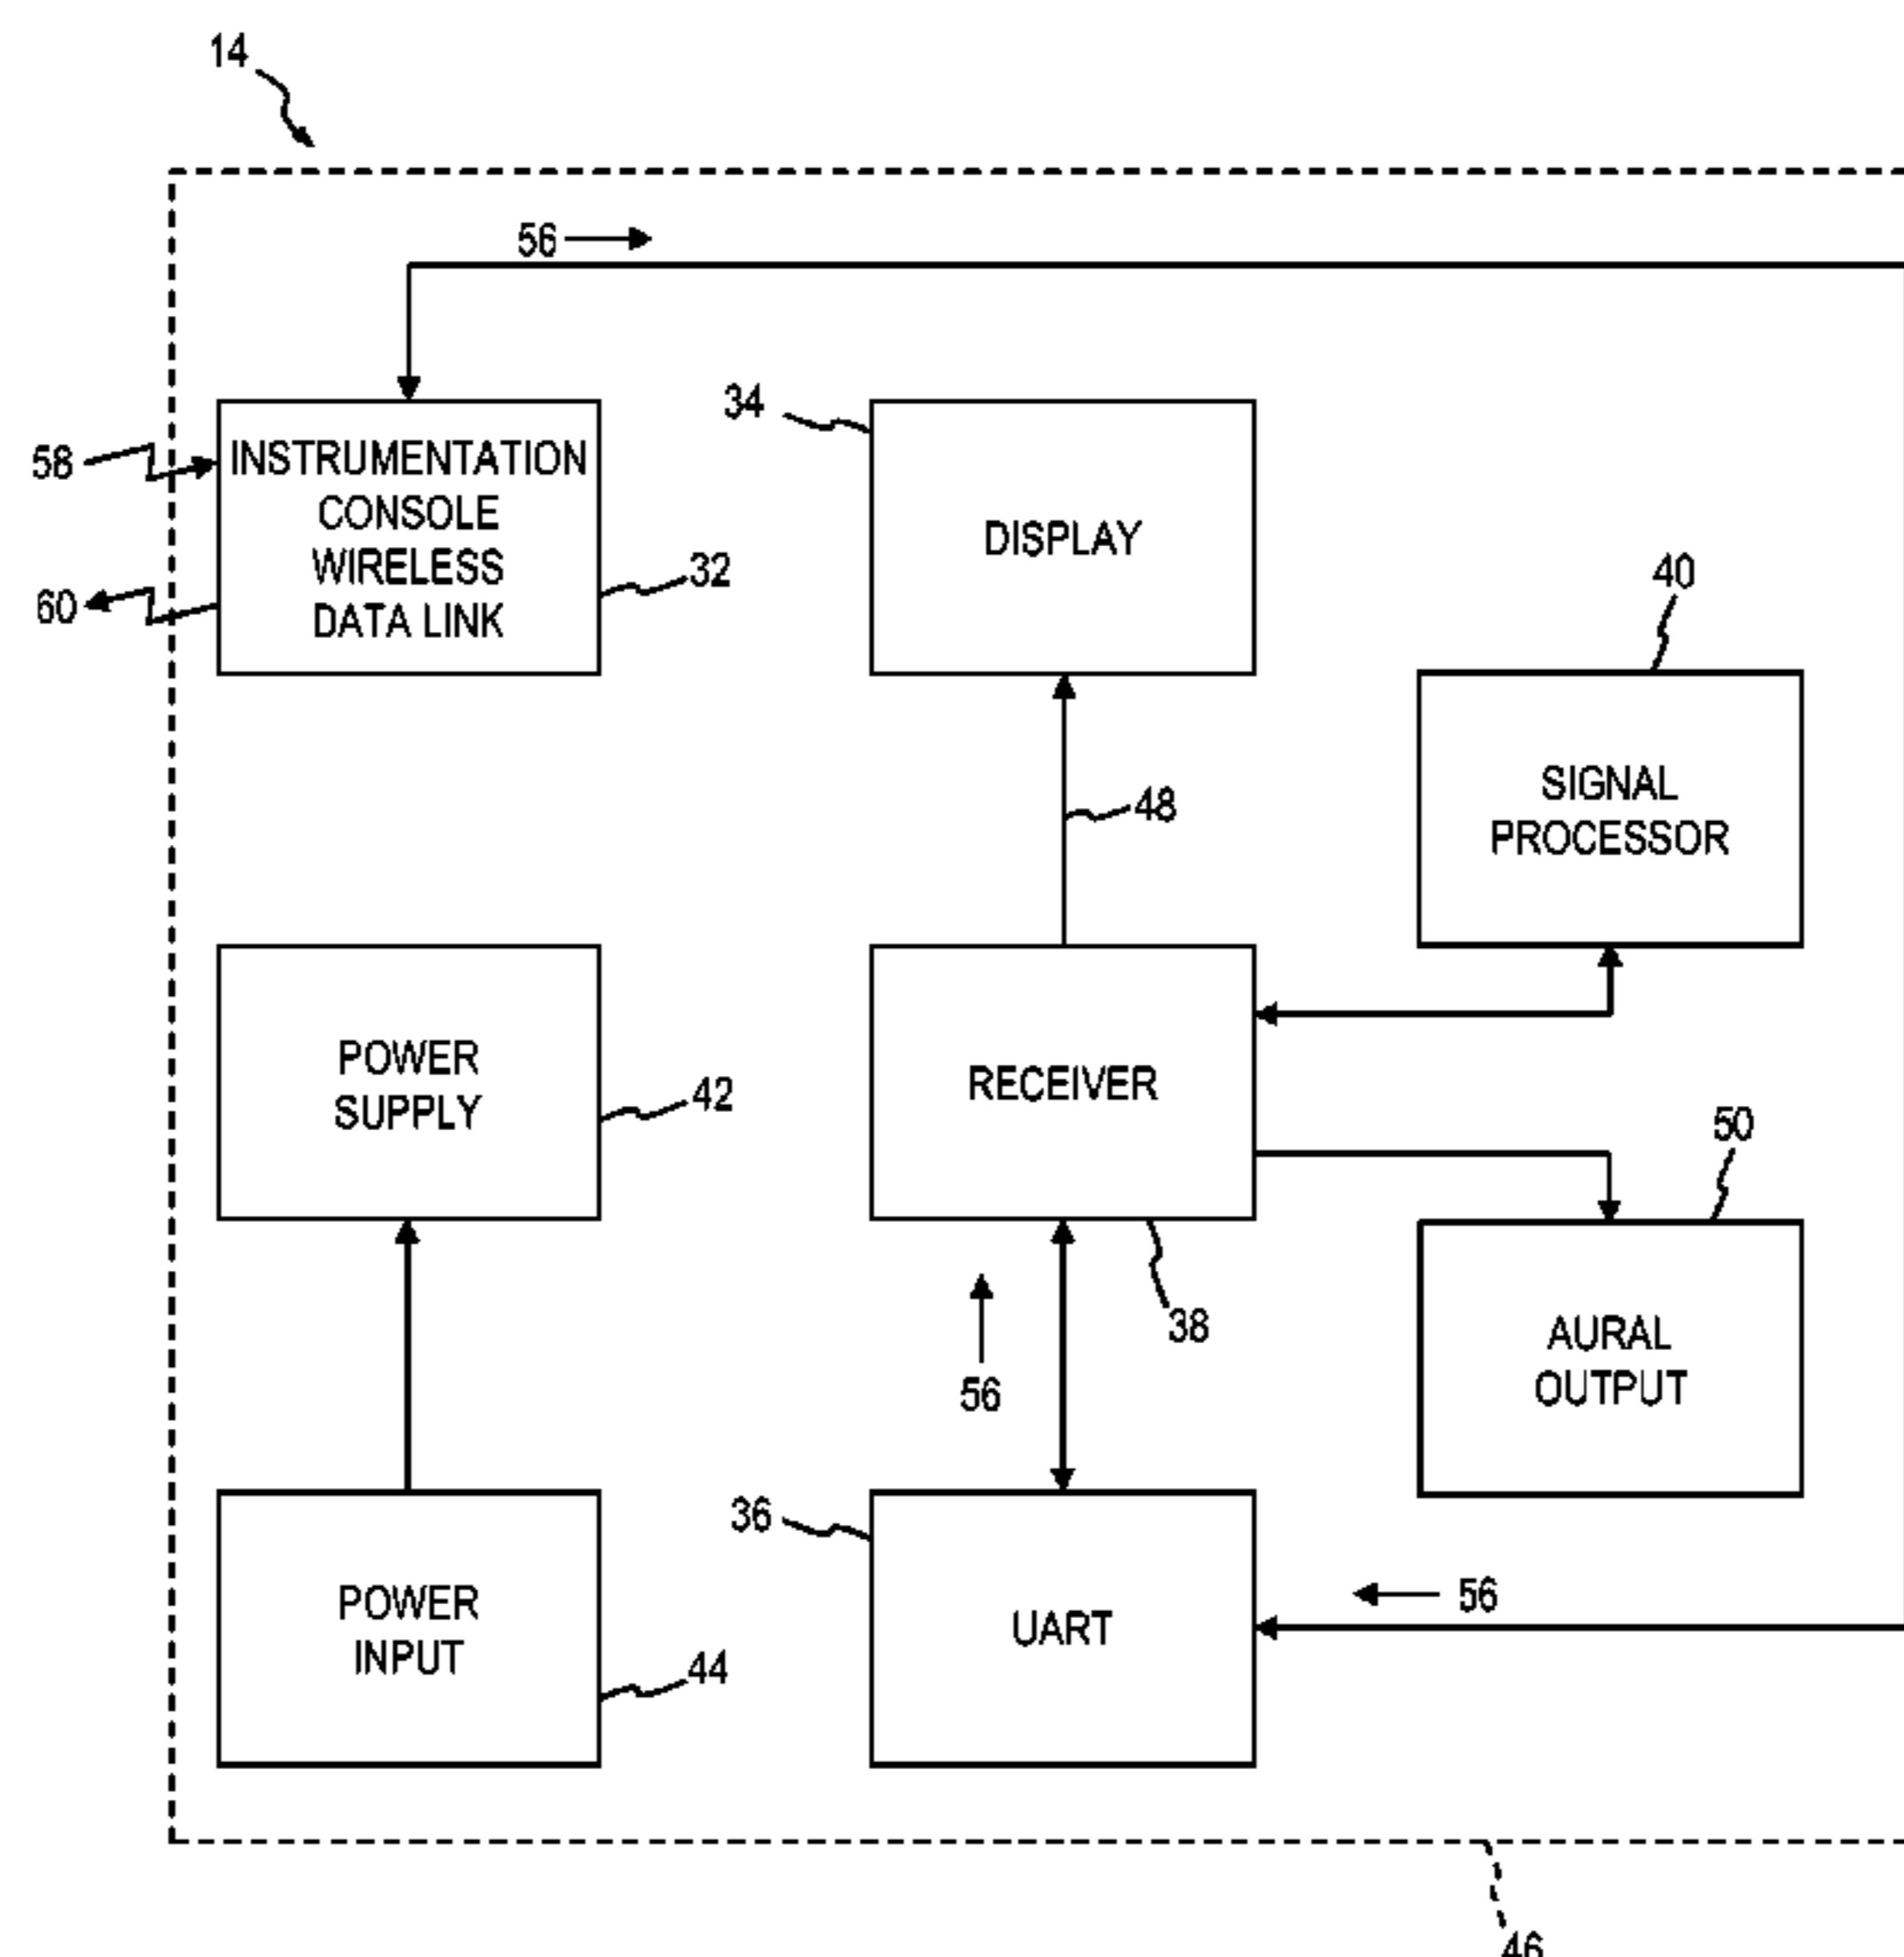 14
56
58
INSTRUMENTATION
CONSOLE
WIRELESS
DATA LINK
32
60
34
DISPLAY
40
SIGNAL
PROCESSOR
48
POWER
SUPPLY
42
RECEIVER
38
50
AURAL
OUTPUT
56
36
UART
56
POWER
INPUT
44
46